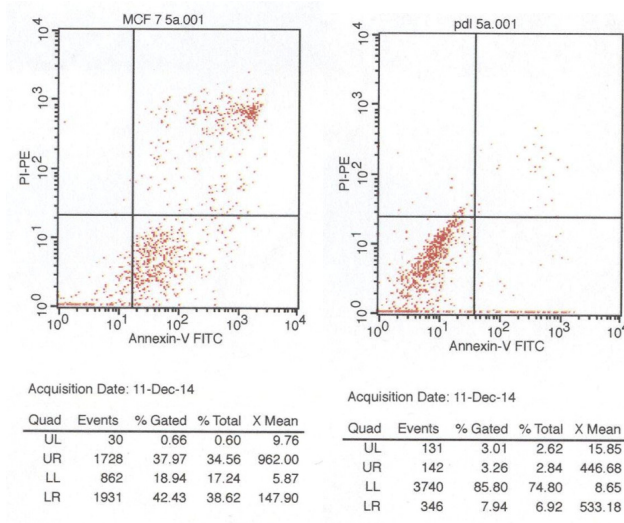 MCF 7 5a.001
PI-PE
10^4
10^3
10^2
10^1
10^0
10^0 10^1 10^2 10^3 10^4
Annexin-V FITC
Acquisition Date: 11-Dec-14
Quad Events % Gated % Total X Mean
UL 30 0.66 0.60 9.76
UR 1728 37.97 34.56 962.00
LL 862 18.94 17.24 5.87
LR 1931 42.43 38.62 147.90
pdl 5a.001
PI-PE
10^4
10^3
10^2
10^1
10^0
10^0 10^1 10^2 10^3 10^4
Annexin-V FITC
Acquisition Date: 11-Dec-14
Quad Events % Gated % Total X Mean
UL 131 3.01 2.62 15.85
UR 142 3.26 2.84 446.68
LL 3740 85.80 74.80 8.65
LR 346 7.94 6.92 533.18